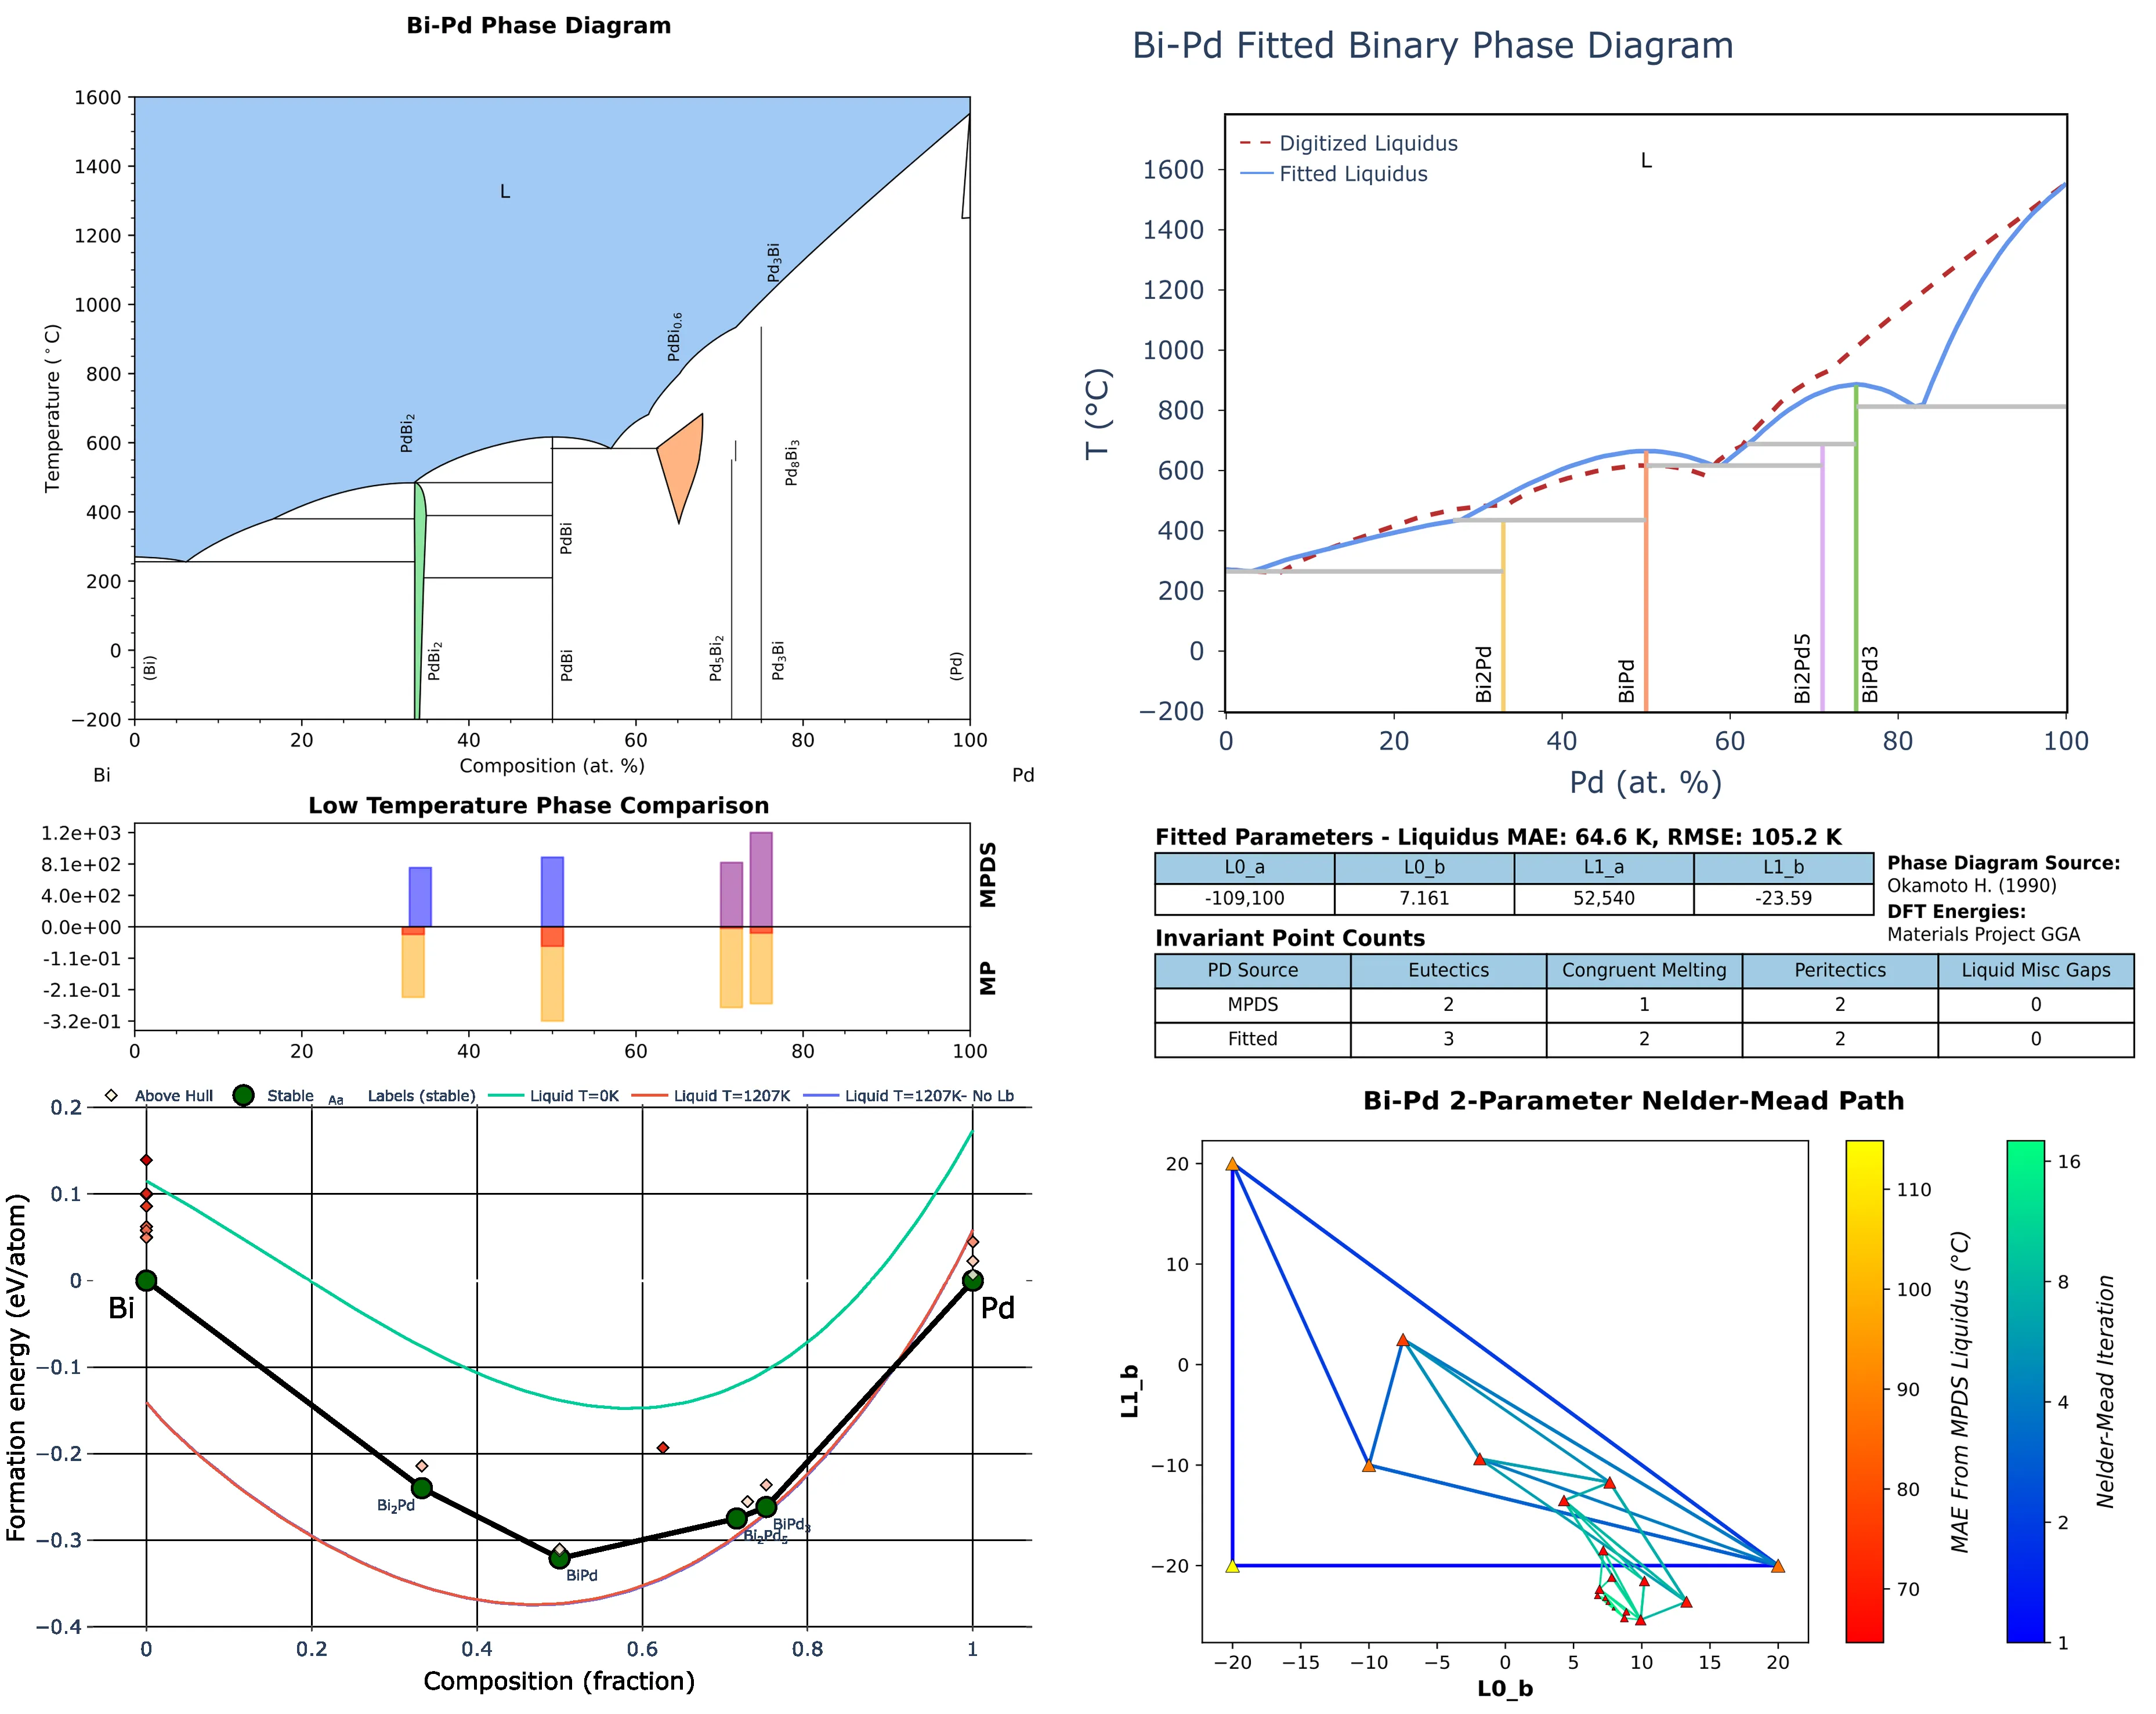 Bi-Pd Phase Diagram
1600
1400
1200
1000
800
600
400
200
0
−200
Temperature (°C)
L
PdBi2
PdBi0.6
Pd3Bi
Pd8Bi3
PdBi
(Bi)
PdBi2
PdBi
Pd5Bi2
Pd3Bi
(Pd)
0 20 40 60 80 100
Composition (at. %)
Bi Pd
Bi-Pd Fitted Binary Phase Diagram
Digitized Liquidus
Fitted Liquidus
L
1600
1400
1200
1000
800
600
400
200
0
−200
T (°C)
Bi2Pd
BiPd
Bi2Pd5
BiPd3
0 20 40 60 80 100
Pd (at. %)
Low Temperature Phase Comparison
1.2e+03
8.1e+02
4.0e+02
0.0e+00
-1.1e-01
-2.1e-01
-3.2e-01
MPDS
MP
0 20 40 60 80 100
Fitted Parameters - Liquidus MAE: 64.6 K, RMSE: 105.2 K
L0_a L0_b L1_a L1_b
-109,100 7.161 52,540 -23.59
Phase Diagram Source:
Okamoto H. (1990)
DFT Energies:
Materials Project GGA
Invariant Point Counts
PD Source Eutectics Congruent Melting Peritectics Liquid Misc Gaps
MPDS 2 1 2 0
Fitted 3 2 2 0
Above Hull Stable Aa Labels (stable) Liquid T=0K Liquid T=1207K Liquid T=1207K- No Lb
0.2
0.1
0
−0.1
−0.2
−0.3
−0.4
Formation energy (eV/atom)
Bi
Pd
Bi2Pd
BiPd
Bi2Pd5
BiPd3
0 0.2 0.4 0.6 0.8 1
Composition (fraction)
Bi-Pd 2-Parameter Nelder-Mead Path
20
10
0
−10
−20
L1_b
−20 −15 −10 −5 0 5 10 15 20
L0_b
110
100
90
80
70
MAE From MPDS Liquidus (°C)
16
8
4
2
1
Nelder-Mead Iteration